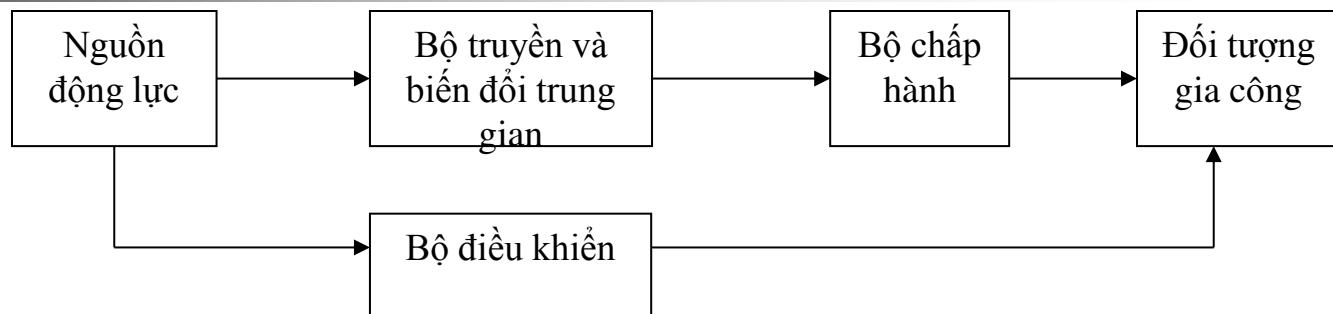 Nguồn
động lực
Bộ truyền và
biến đổi trung
gian
Bộ chấp
hành
Đối tượng
gia công
Bộ điều khiển